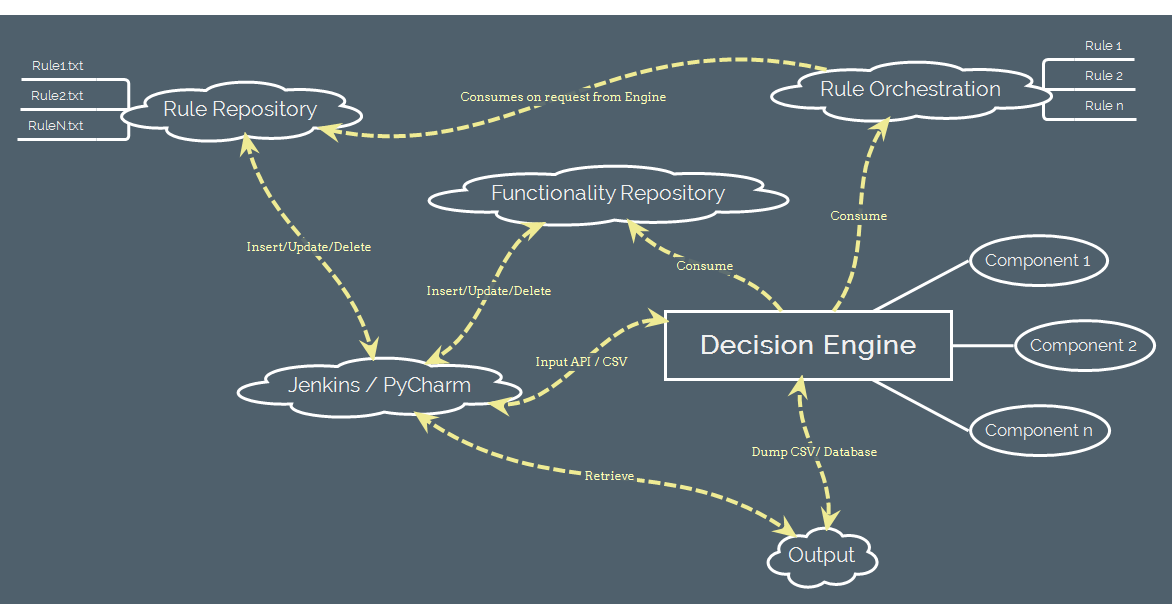 Rule1.txt
Rule2.txt
RuleN.txt
Rule Repository
Consumes on request from Engine
Rule Orchestration
Rule 1
Rule 2
Rule n
Functionality Repository
Consume
Insert/Update/Delete
Consume
Component 1
Insert/Update/Delete
Decision Engine
Component 2
Input API / CSV
Jenkins / PyCharm
Component n
Dump CSV/ Database
Retrieve
Output